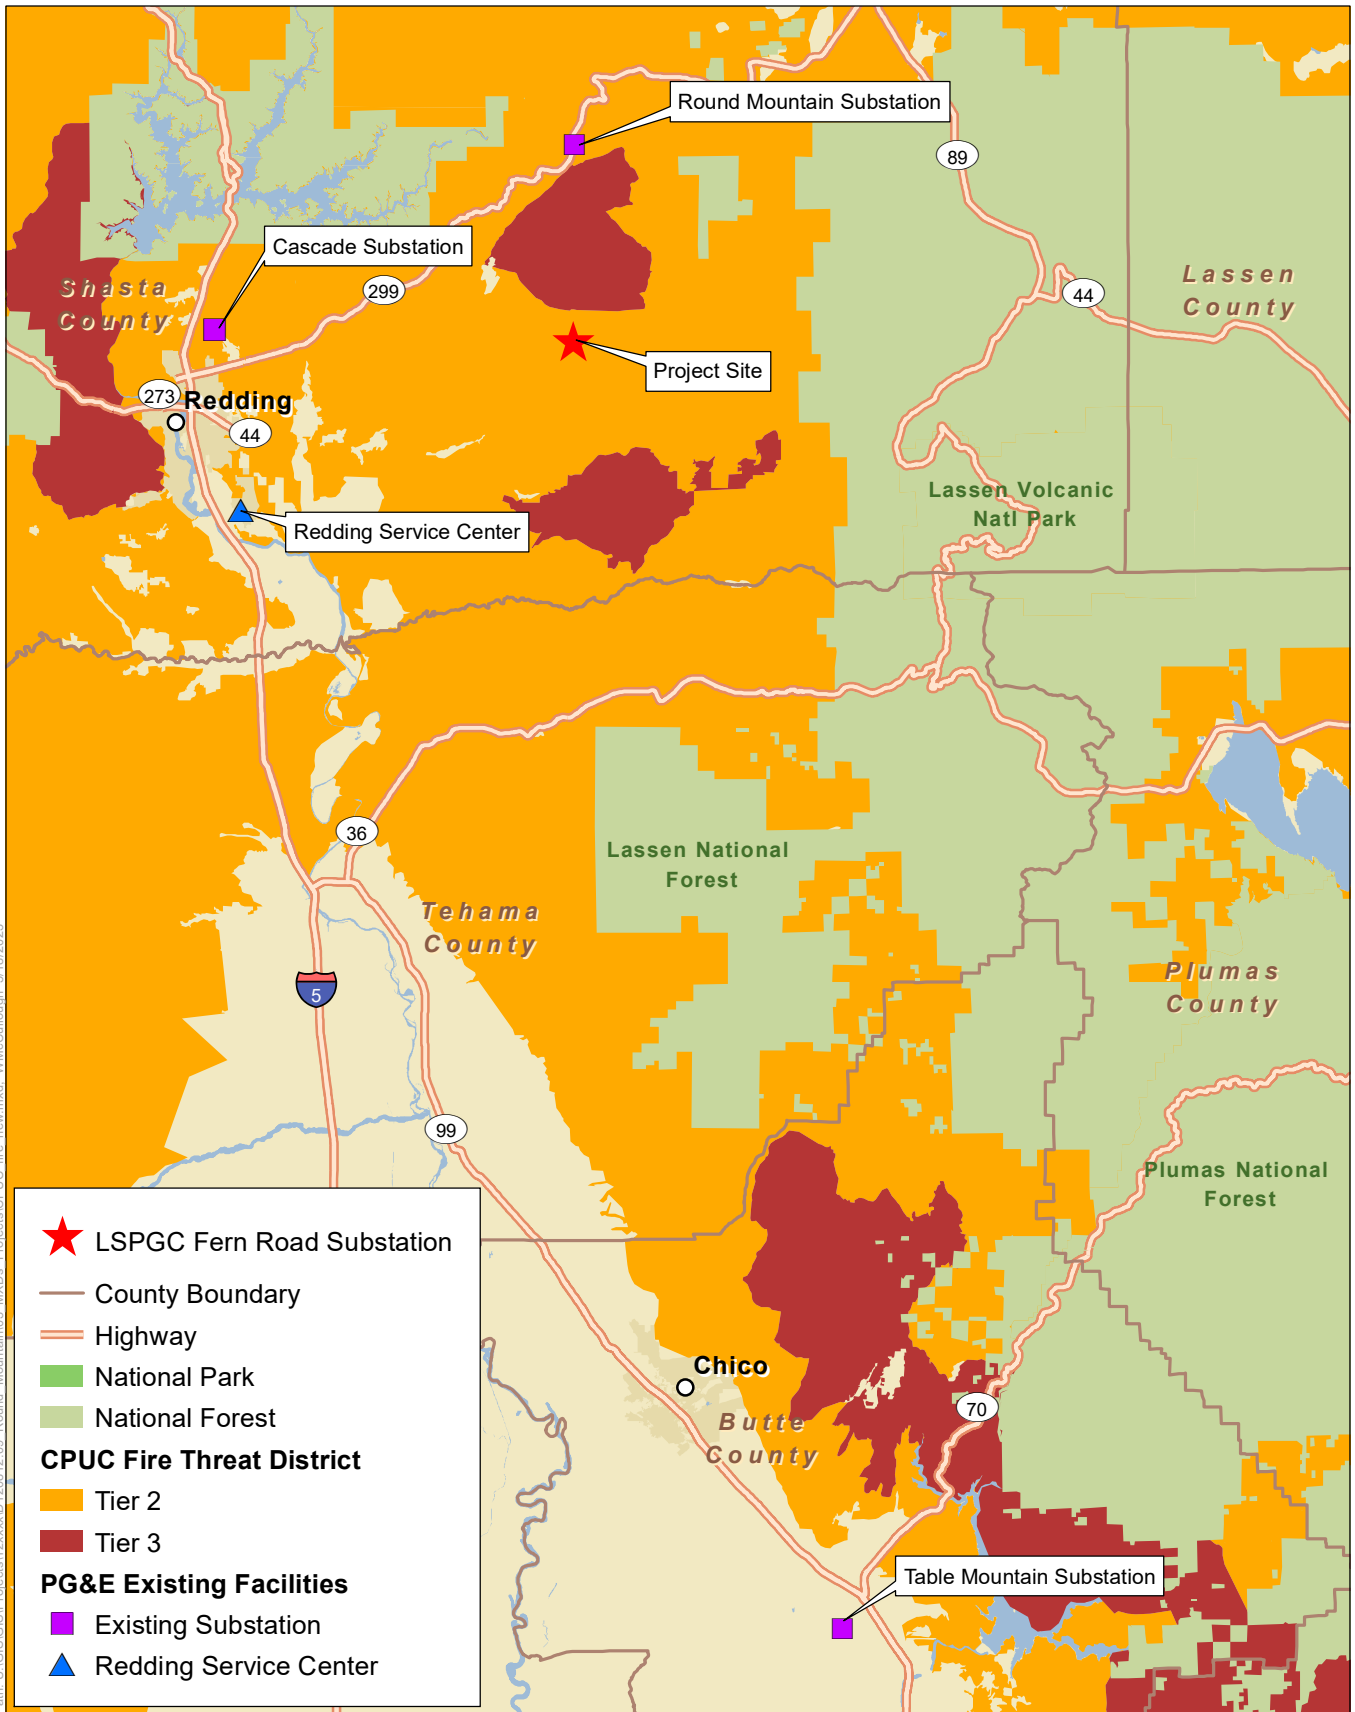 Round Mountain Substation
89
Cascade Substation
Shasta
County
299
Lassen
County
44
Project Site
273
Redding
44
Lassen Volcanic
Natl Park
Redding Service Center
36
Lassen National
Forest
Tehama
County
5
Plumas
County
99
Plumas National
Forest
LSPGC Fern Road Substation
County Boundary
Highway
National Park
National Forest
CPUC Fire Threat District
Tier 2
Tier 3
PG&E Existing Facilities
Existing Substation
Redding Service Center
Chico
Butte
County
70
Table Mountain Substation